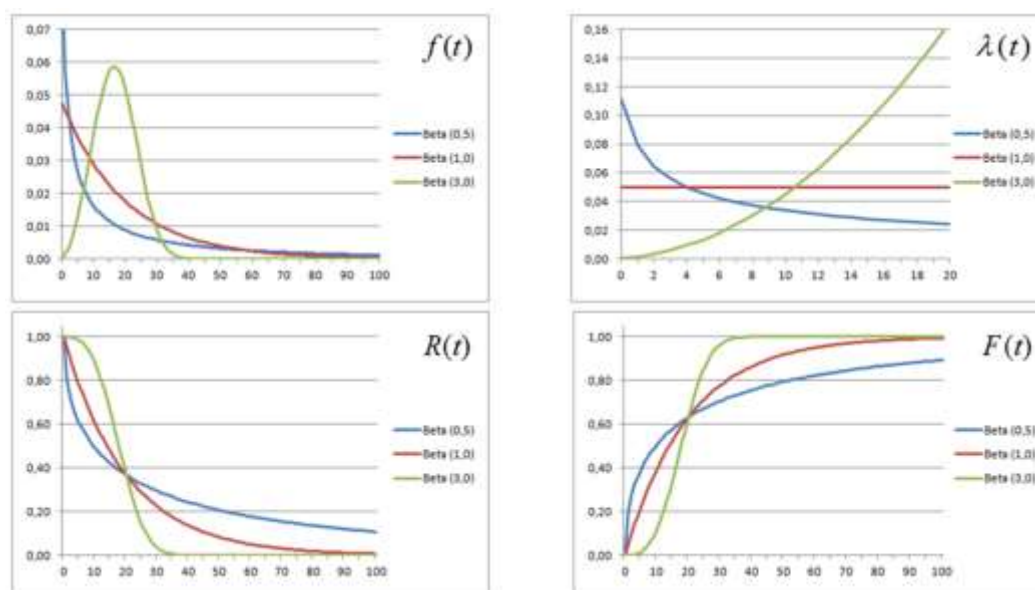 f(t)
0,07
0,06
0,05
0,04
0,03
0,02
0,01
0,00
0 10 20 30 40 50 60 70 80 90 100
Beta (0,5)
Beta (1,0)
Beta (3,0)
λ(t)
0,16
0,14
0,12
0,10
0,08
0,06
0,04
0,02
0,00
0 2 4 6 8 10 12 14 16 18 20
Beta (0,5)
Beta (1,0)
Beta (3,0)
R(t)
1,00
0,80
0,60
0,40
0,20
0,00
0 10 20 30 40 50 60 70 80 90 100
Beta (0,5)
Beta (1,0)
Beta (3,0)
F(t)
1,00
0,80
0,60
0,40
0,20
0,00
0 10 20 30 40 50 60 70 80 90 100
Beta (0,5)
Beta (1,0)
Beta (3,0)